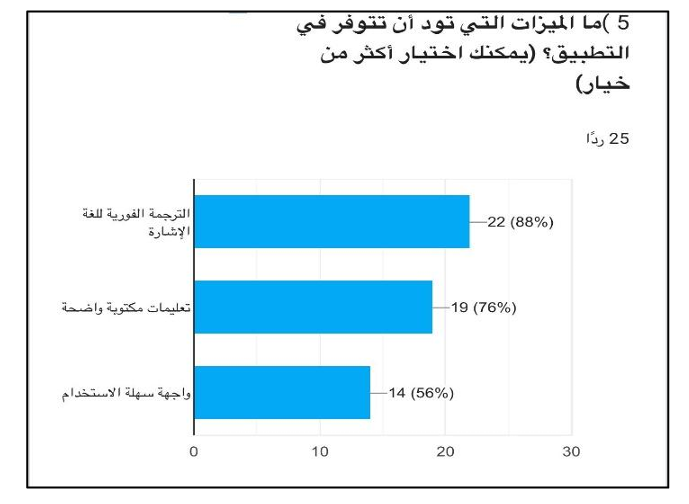 5 )ما الميزات التي تود أن تتوفر في
التطبيق؟ (يمكنك اختيار أكثر من
خيار)
25 ردًا
الترجمة الفورية للغة
الإشارة
22 (88%)
تعليمات مكتوبة واضحة
19 (76%)
واجهة سهلة الاستخدام
14 (56%)
0
10
20
30